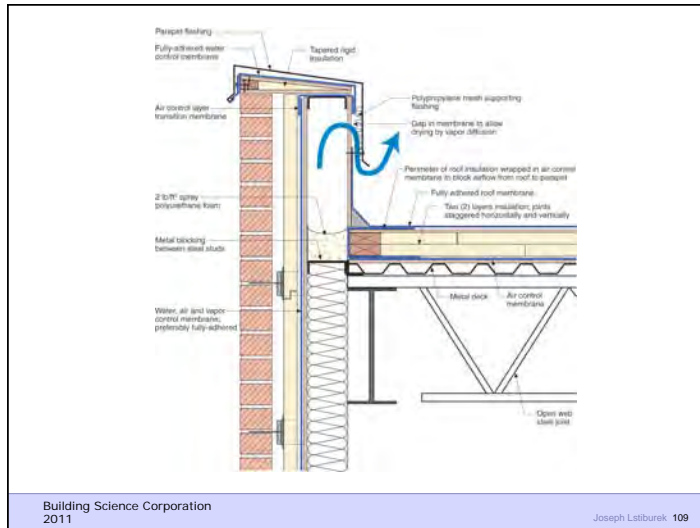 Parapet flashing
Fully-adhered water
control membrane
Tapered rigid
insulation
Air control layer
transition membrane
Polypropylene mesh supporting
flashing
Gap in membrane to allow
drying by vapor diffusion
Perimeter of roof insulation wrapped in air control
membrane to block airflow from roof to parapet
Fully adhered roof membrane
Two (2) layers insulation; joints
staggered horizontally and vertically
2 lb/ft³ spray
polyurethane foam
Metal blocking
between steel studs
Metal deck
Air control
membrane
Water, air and vapor
control membrane;
preferably fully-adhered
Open web
steel joist
Building Science Corporation
2011
Joseph Lstiburek 109